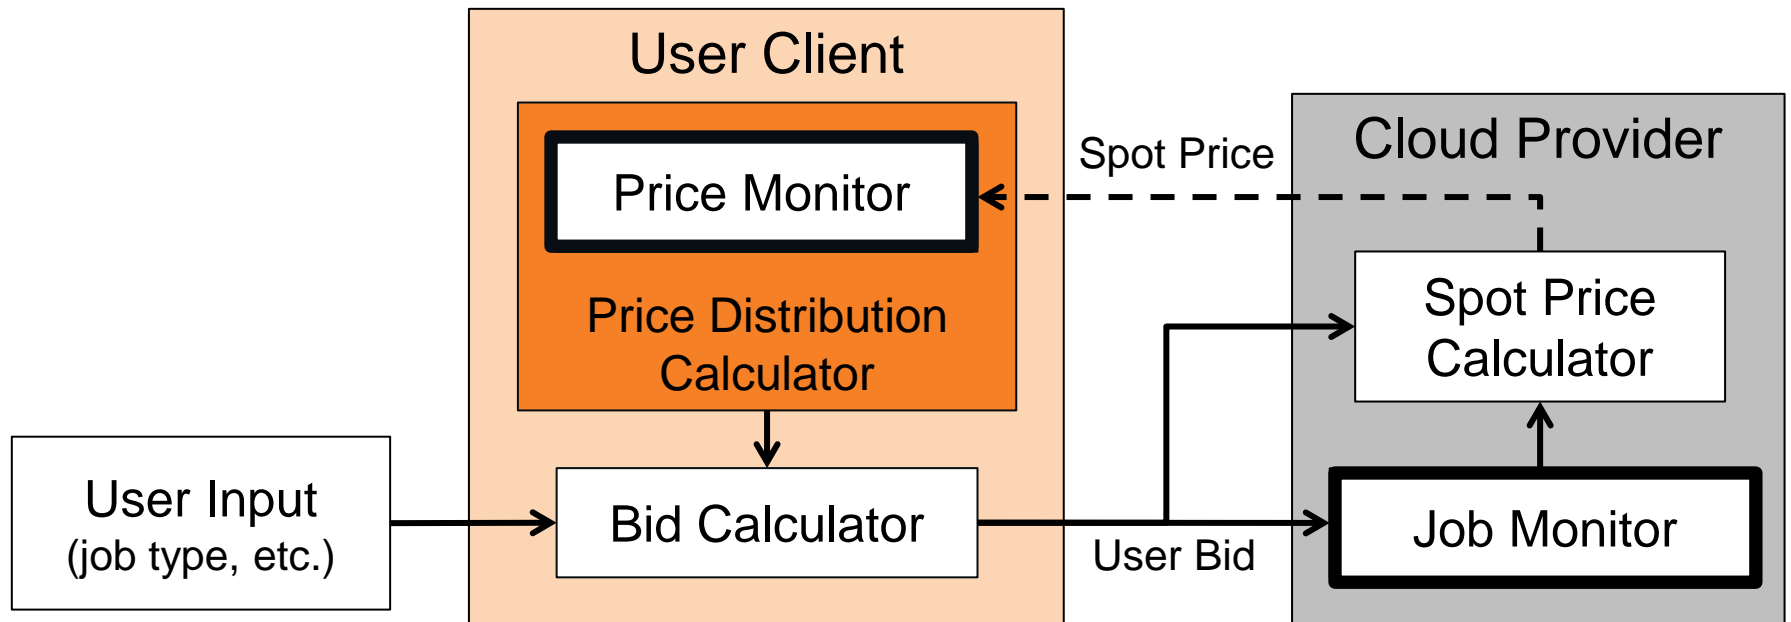 User Client
Price Monitor
Price Distribution
Calculator
User Input
(job type, etc.)
Bid Calculator
Spot Price
User Bid
Cloud Provider
Spot Price
Calculator
Job Monitor